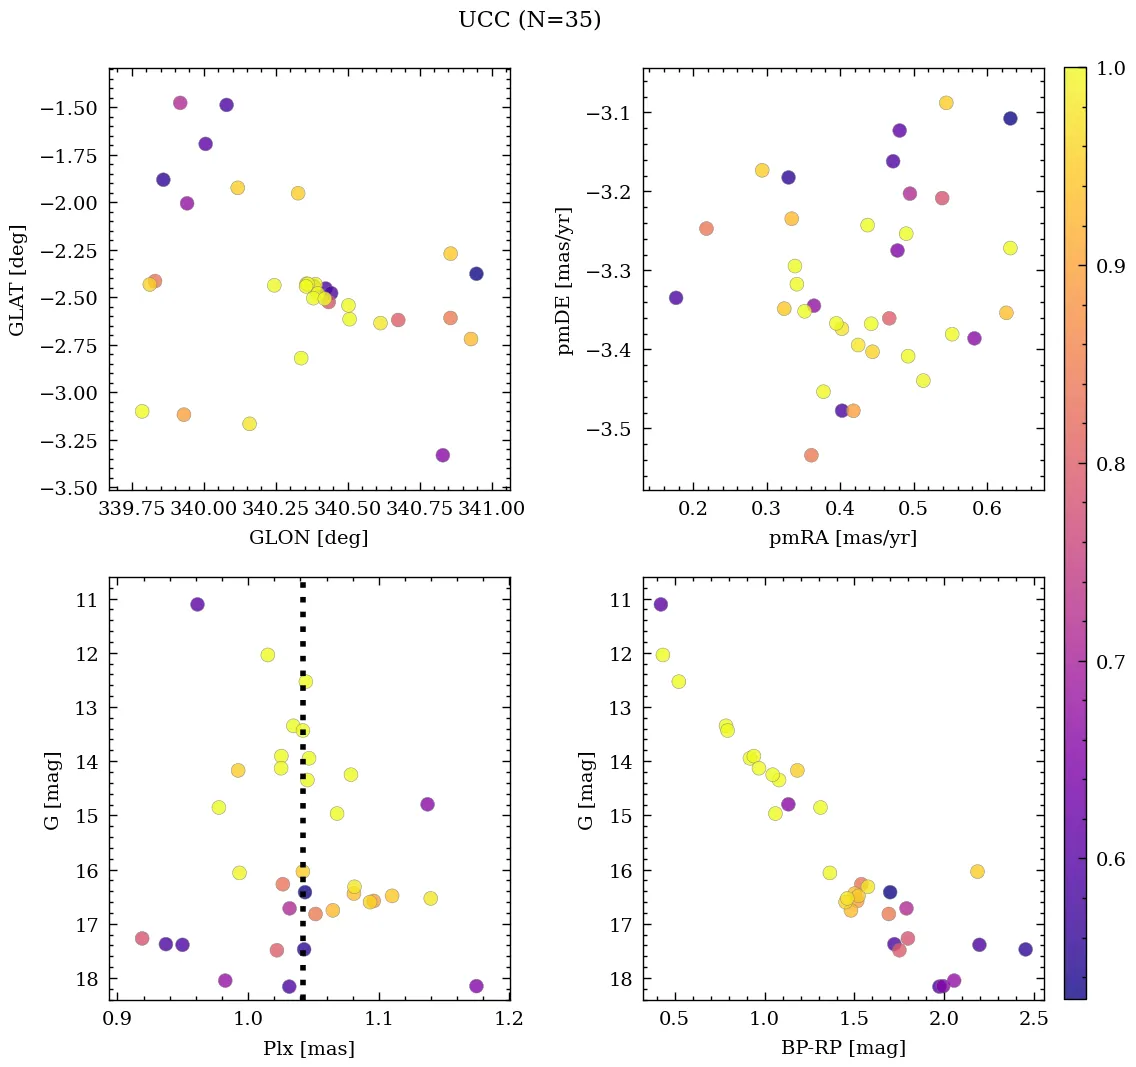 UCC (N=35)
−1.50
−1.75
−2.00
−2.25
−2.50
−2.75
−3.00
−3.25
−3.50
GLAT [deg]
339.75 340.00 340.25 340.50 340.75 341.00
GLON [deg]
−3.1
−3.2
−3.3
−3.4
−3.5
pmDE [mas/yr]
0.2 0.3 0.4 0.5 0.6
pmRA [mas/yr]
1.0
0.9
0.8
0.7
0.6
11
12
13
14
15
16
17
18
G [mag]
0.9 1.0 1.1 1.2
Plx [mas]
11
12
13
14
15
16
17
18
G [mag]
0.5 1.0 1.5 2.0 2.5
BP-RP [mag]